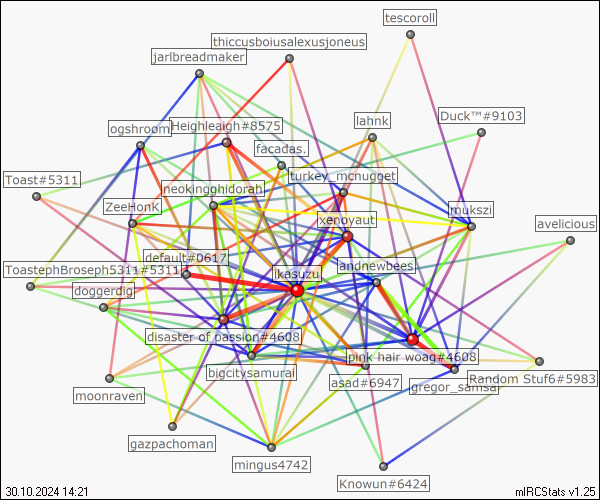 tescoroll
thiccusboiusalexusjoneus
jarlbreadmaker
Duck™#9103
lahnk
Heighleaigh#8575
ogshroom
facadas.
turkey_mcnugget
Toast#5311
neokingghidorah
ZeeHonK
mukszi
xenoyaut
avelicious
default#0617
landnewbees
ToastephBroseph5311#5311
ikasuzu
doggerdig
disaster of passion#4608
pink hair woag#4608
bigcitysamurai
asad#6947
gregor_samsa
Random Stuf6#5983
moonraven
gazpachoman
mingus4742
Knowun#6424
30.10.2024 14:21
mIRCStats v1.25